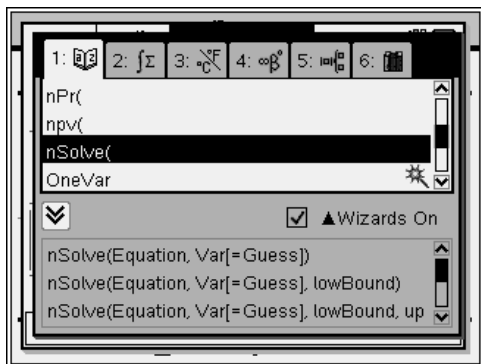 1: 2: ∫Σ 3: °C°F 4: ∞β° 5: 6:
nPr(
npv(
nSolve(
OneVar
▲Wizards On
nSolve(Equation, Var[=Guess])
nSolve(Equation, Var[=Guess], lowBound)
nSolve(Equation, Var[=Guess], lowBound, up